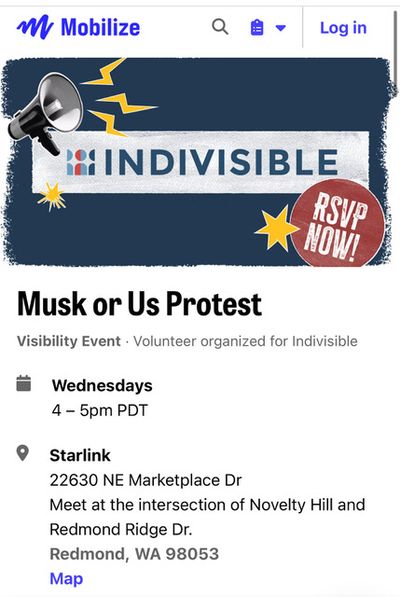 Mobilize
Log in
INDIVISIBLE
RSVP
NOW!
Musk or Us Protest
Visibility Event · Volunteer organized for Indivisible
Wednesdays
4 – 5pm PDT
Starlink
22630 NE Marketplace Dr
Meet at the intersection of Novelty Hill and
Redmond Ridge Dr.
Redmond, WA 98053
Map